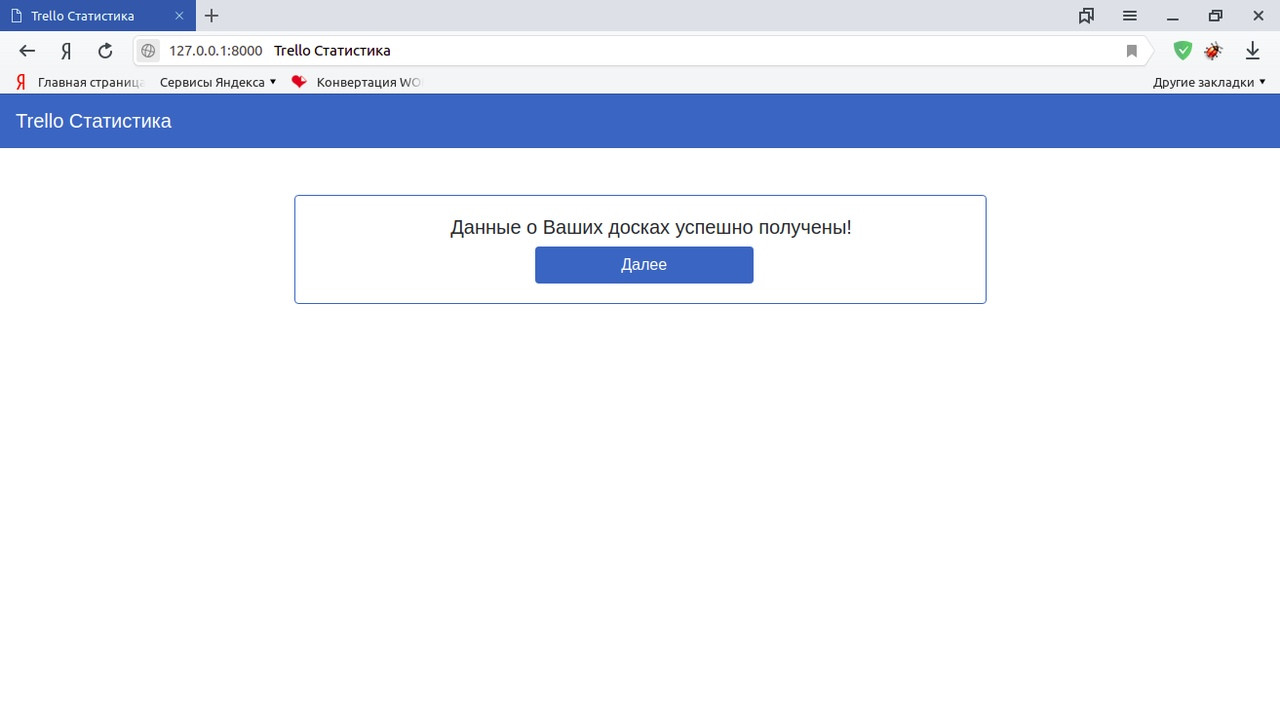 Trello Статистика
Я
127.0.0.1:8000 Trello Статистика
Я Главная страница Сервисы Яндекса Конвертация WO Другие закладки
Trello Статистика
Данные о Ваших досках успешно получены!
Далее